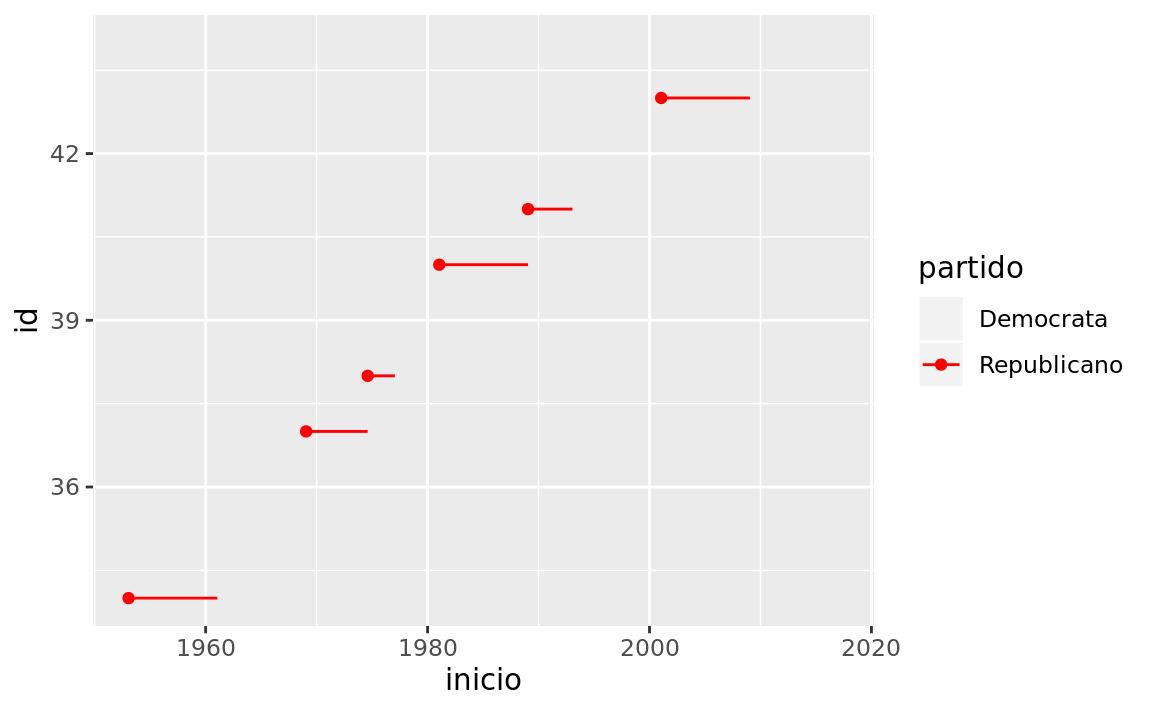 42
39
36
id
1960
1980
2000
2020
inicio
partido
Democrata
Republicano